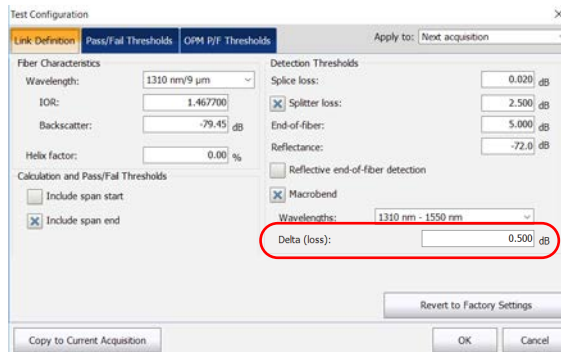 Test Configuration
Link Definition Pass/Fail Thresholds OPM P/F Thresholds Apply to: Next acquisition
Fiber Characteristics
Wavelength: 1310 nm/9 µm
IOR: 1.467700
Backscatter: -79.45 dB
Helix factor: 0.00 %
Calculation and Pass/Fail Thresholds
Include span start
Include span end
Detection Thresholds
Splice loss: 0.020 dB
Splitter loss: 2.500 dB
End-of-fiber: 5.000 dB
Reflectance: -72.0 dB
Reflective end-of-fiber detection
Macrobend
Wavelengths: 1310 nm - 1550 nm
Delta (loss): 0.500 dB
Revert to Factory Settings
Copy to Current Acquisition OK Cancel